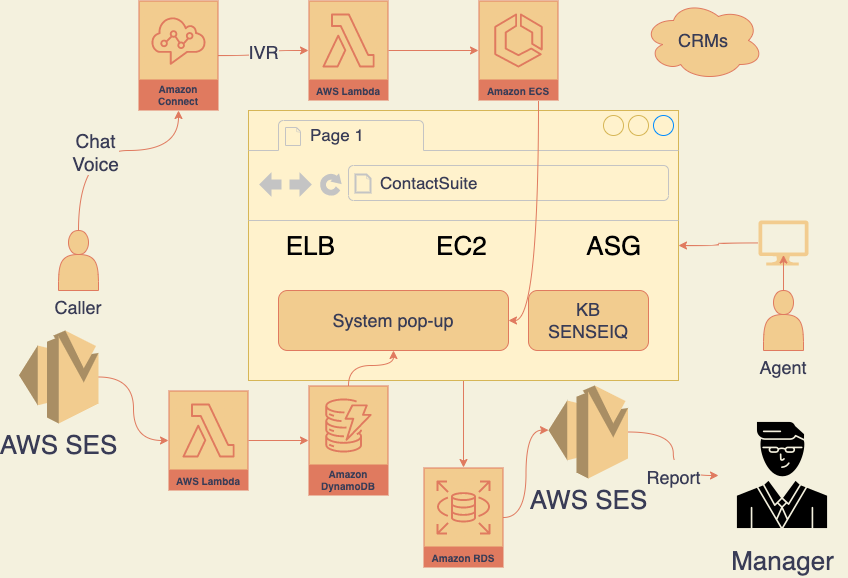 IVR
CRMs
Amazon
Connect
AWS Lambda
Amazon ECS
Page 1
Chat
Voice
ContactSuite
ELB
EC2
ASG
Caller
System pop-up
KB
SENSEIQ
Agent
AWS SES
AWS Lambda
Amazon
DynamoDB
Amazon RDS
AWS SES
Report
Manager